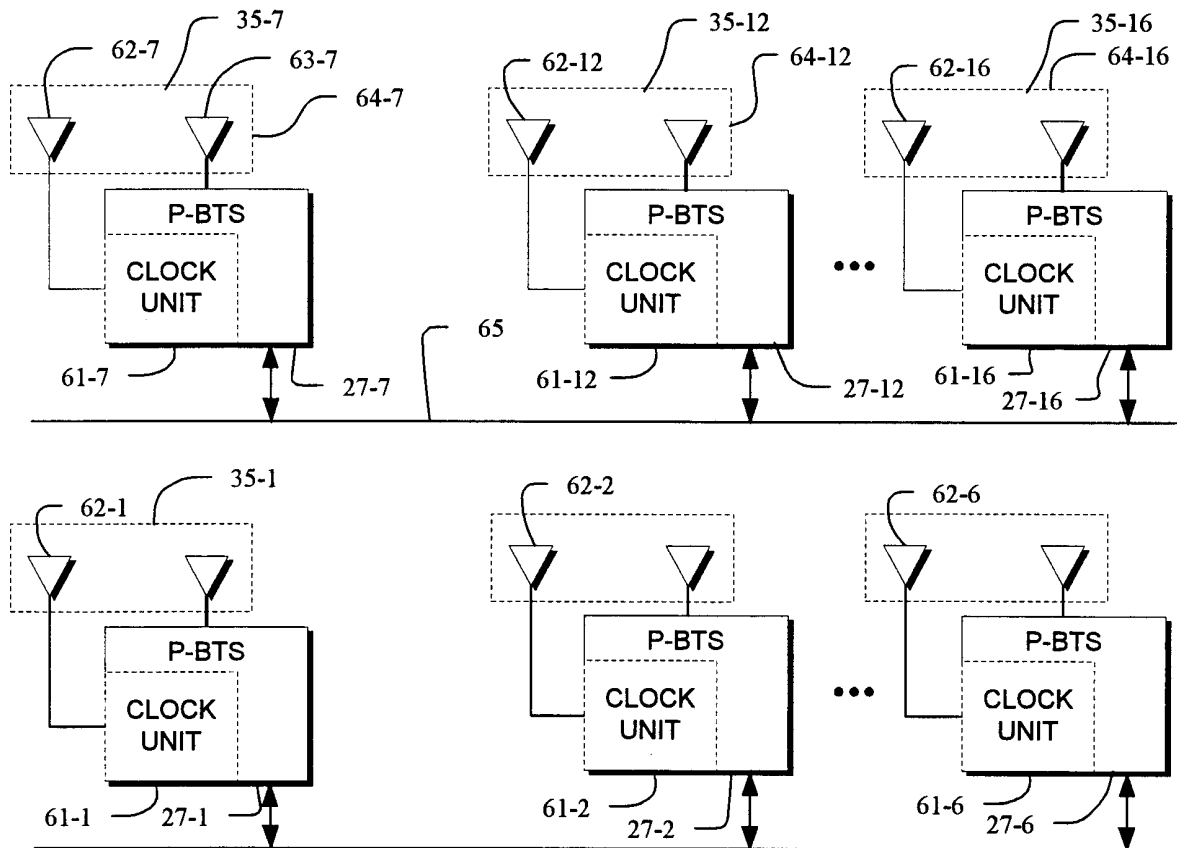 35-7
35-12
35-16
62-7
63-7
62-12
64-12
62-16
64-16
64-7
P-BTS
P-BTS
P-BTS
CLOCK
UNIT
CLOCK
UNIT
•••
CLOCK
UNIT
65
61-7
27-7
61-12
27-12
61-16
27-16
62-1
35-1
62-2
62-6
P-BTS
P-BTS
P-BTS
CLOCK
UNIT
CLOCK
UNIT
•••
CLOCK
UNIT
61-1
27-1
61-2
27-2
61-6
27-6